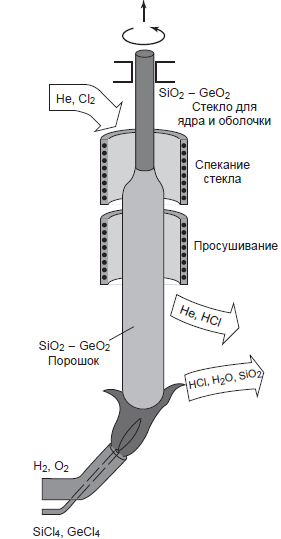 He, Cl2
SiO2 – GeO2
Стекло для
ядра и оболочки
Спекание
стекла
Просушивание
He, HCl
SiO2 – GeO2
Порошок
HCl, H2O, SiO2
H2, O2
SiCl4, GeCl4